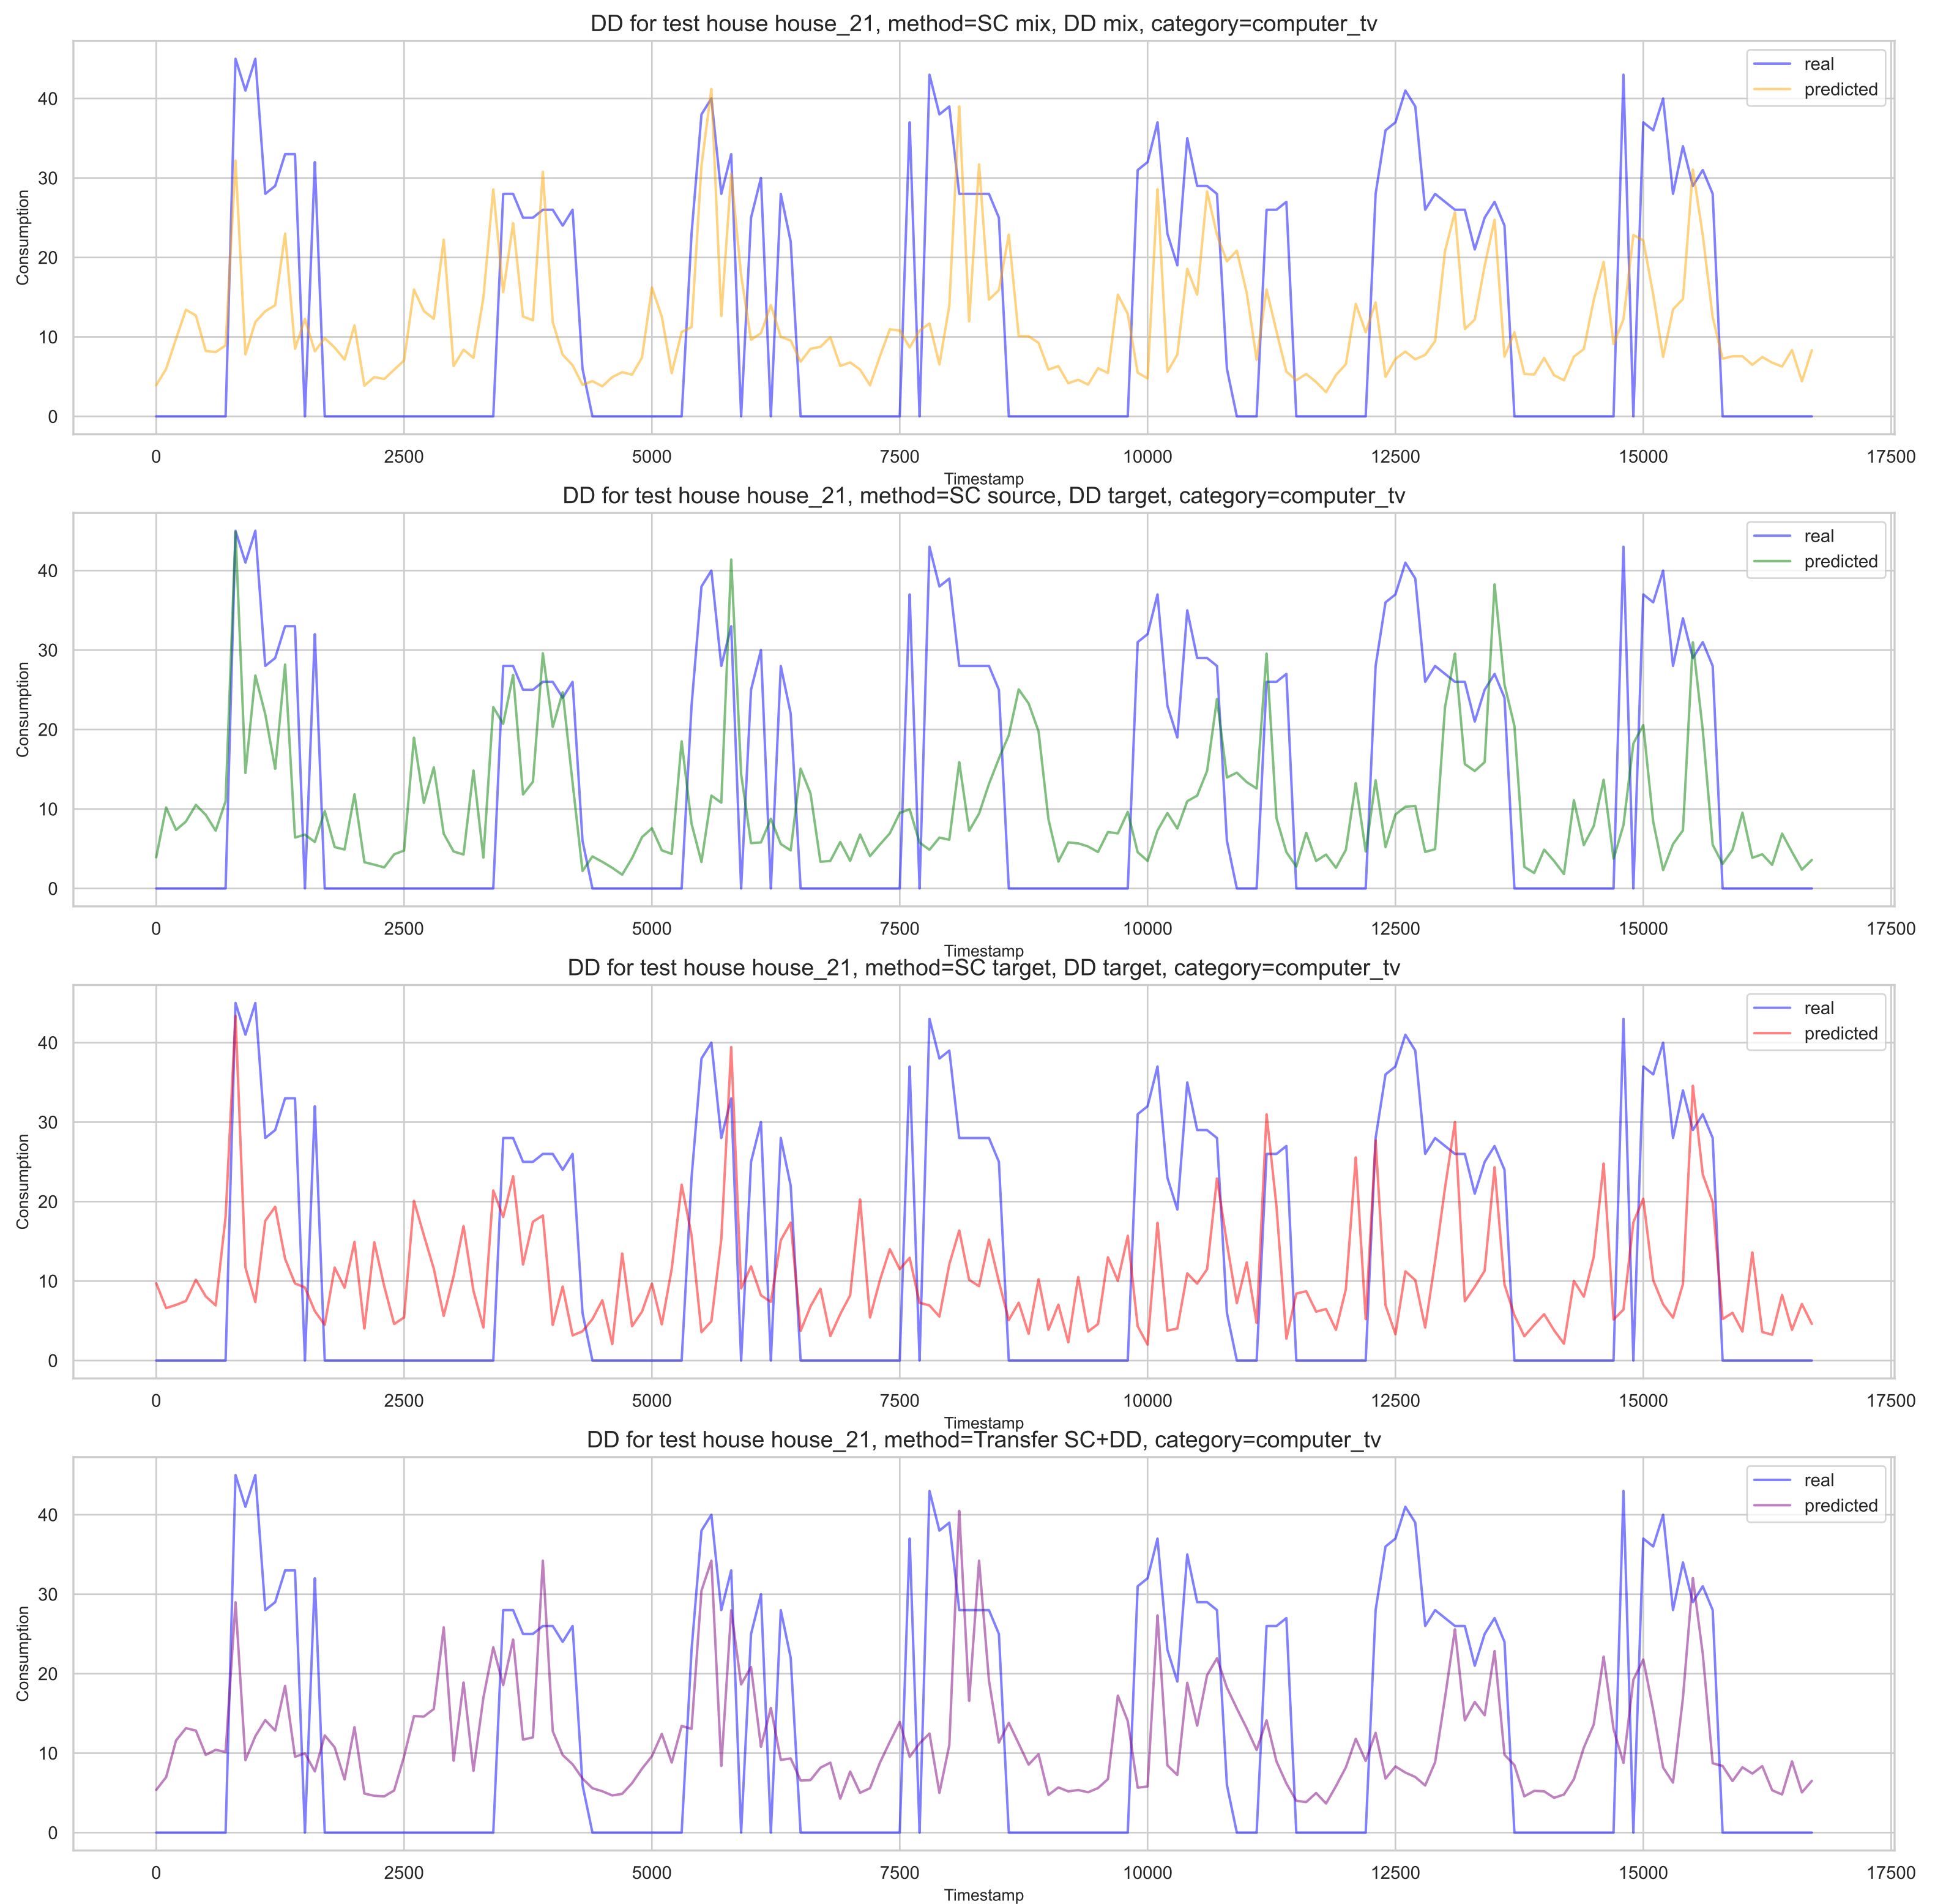 DD for test house house_21, method=SC mix, DD mix, category=computer_tv
real
predicted
Consumption
40
30
20
10
0
0 2500 5000 7500 10000 12500 15000 17500
Timestamp
DD for test house house_21, method=SC source, DD target, category=computer_tv
real
predicted
Consumption
40
30
20
10
0
0 2500 5000 7500 10000 12500 15000 17500
Timestamp
DD for test house house_21, method=SC target, DD target, category=computer_tv
real
predicted
Consumption
40
30
20
10
0
0 2500 5000 7500 10000 12500 15000 17500
Timestamp
DD for test house house_21, method=Transfer SC+DD, category=computer_tv
real
predicted
Consumption
40
30
20
10
0
0 2500 5000 7500 10000 12500 15000 17500
Timestamp